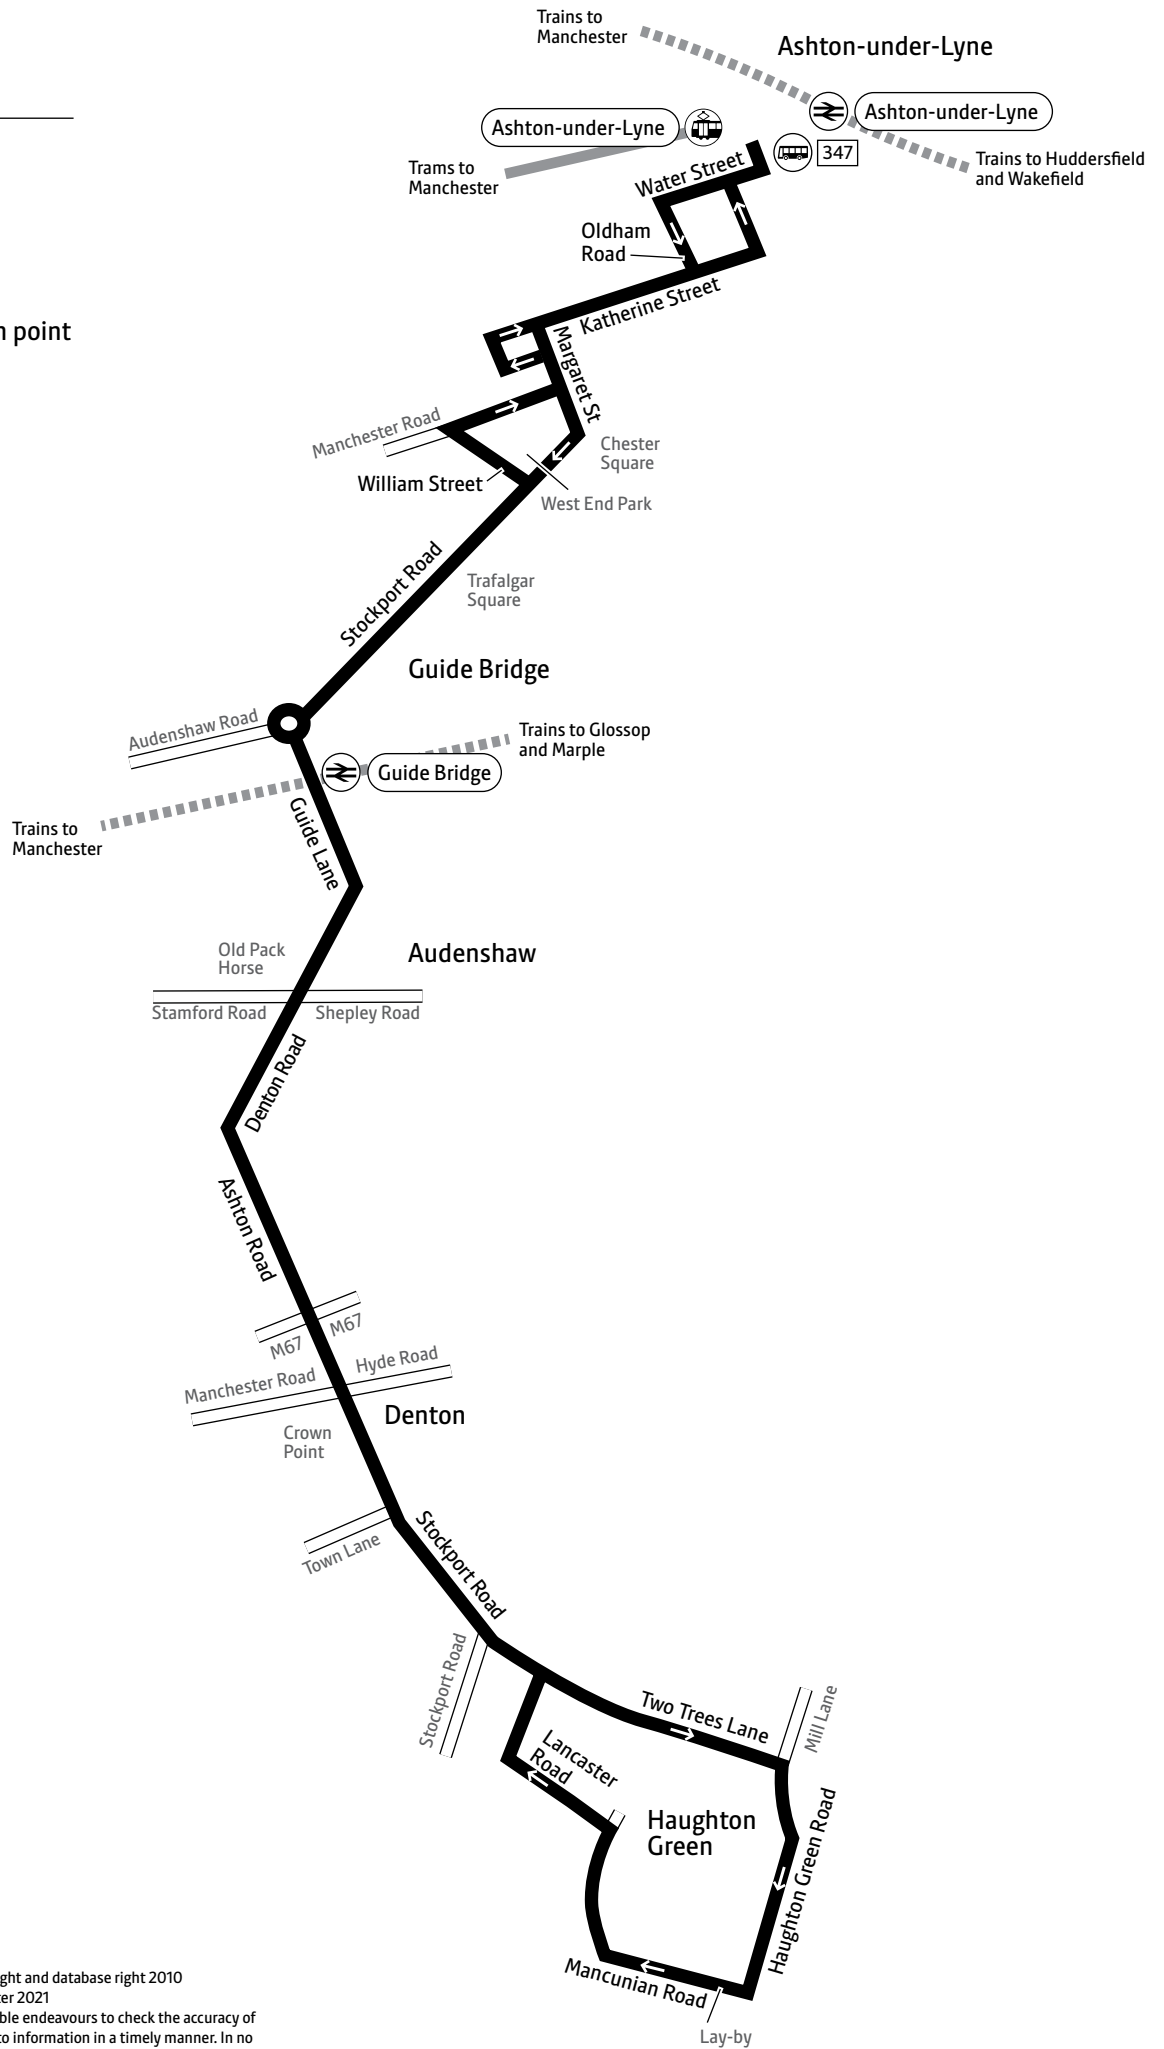 Trains to
Manchester
Ashton-under-Lyne
Ashton-under-Lyne
Ashton-under-Lyne
347
Trams to
Manchester
Trains to Huddersfield
and Wakefield
Water Street
Oldham
Road
Katherine Street
n point
Margaret St
Manchester Road
Chester
Square
William Street
West End Park
Stockport Road
Trafalgar
Square
Guide Bridge
Audenshaw Road
Trains to Glossop
and Marple
Guide Bridge
Trains to
Manchester
Guide Lane
Old Pack
Horse
Audenshaw
Stamford Road
Shepley Road
Denton Road
Ashton Road
M67
M67
Manchester Road
Hyde Road
Denton
Crown
Point
Town Lane
Stockport Road
Stockport Road
Two Trees Lane
Mill Lane
Lancaster
Road
Haughton
Green
Haughton Green Road
Mancunian Road
Lay-by
ght and database right 2010
er 2021
ble endeavours to check the accuracy of
to information in a timely manner. In no